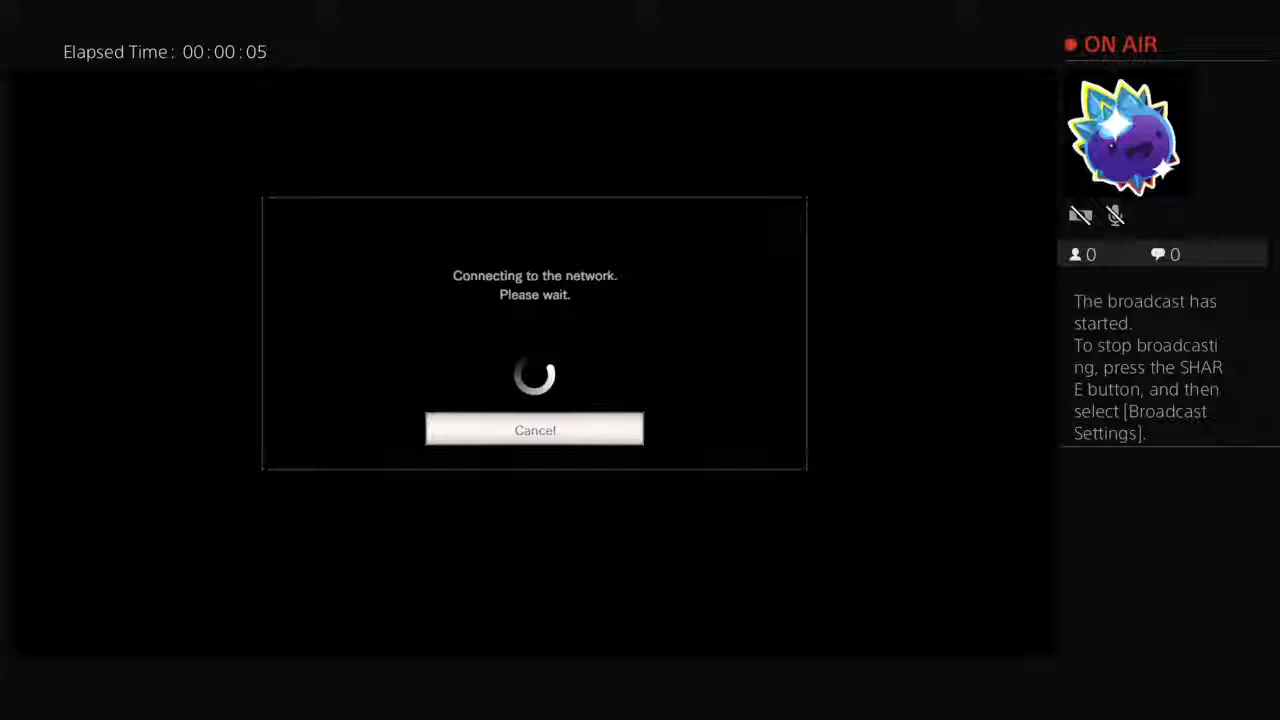 Elapsed Time: 00:00:05
ON AIR
Connecting to the network.
Please wait.
Cancel
0
0
The broadcast has
started.
To stop broadcasti
ng, press the SHAR
E button, and then
select [Broadcast
Settings].